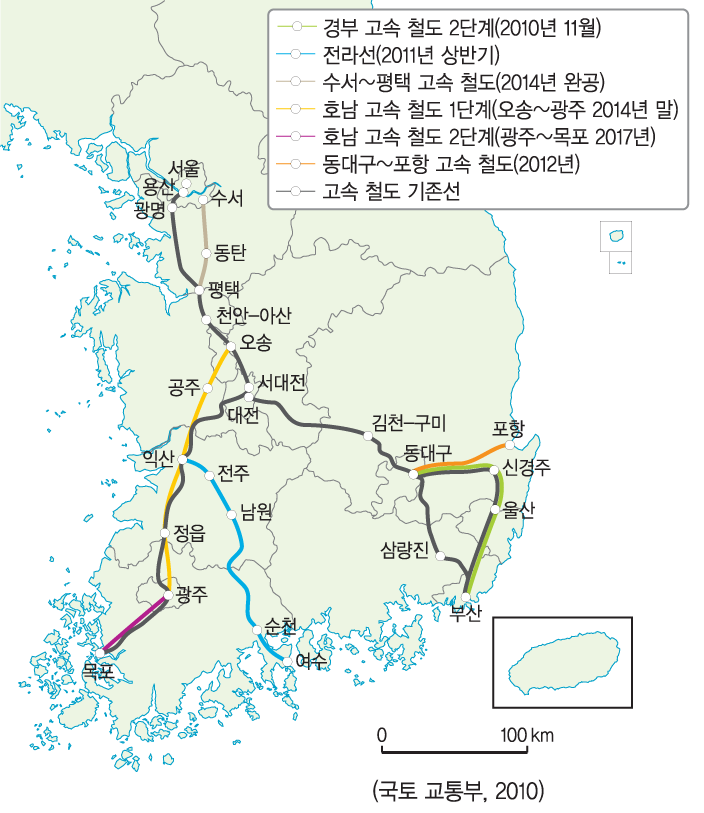 경부 고속 철도 2단계(2010년 11월)
전라선(2011년 상반기)
수서~평택 고속 철도(2014년 완공)
호남 고속 철도 1단계(오송~광주 2014년 말)
호남 고속 철도 2단계(광주~목포 2017년)
동대구~포항 고속 철도(2012년)
고속 철도 기존선
서울
용산
수서
광명
동탄
평택
천안-아산
오송
공주
서대전
대전
김천-구미
포항
동대구
익산
신경주
전주
남원
울산
정읍
삼량진
광주
부산
순천
여수
목포
0 100 km
(국토 교통부, 2010)